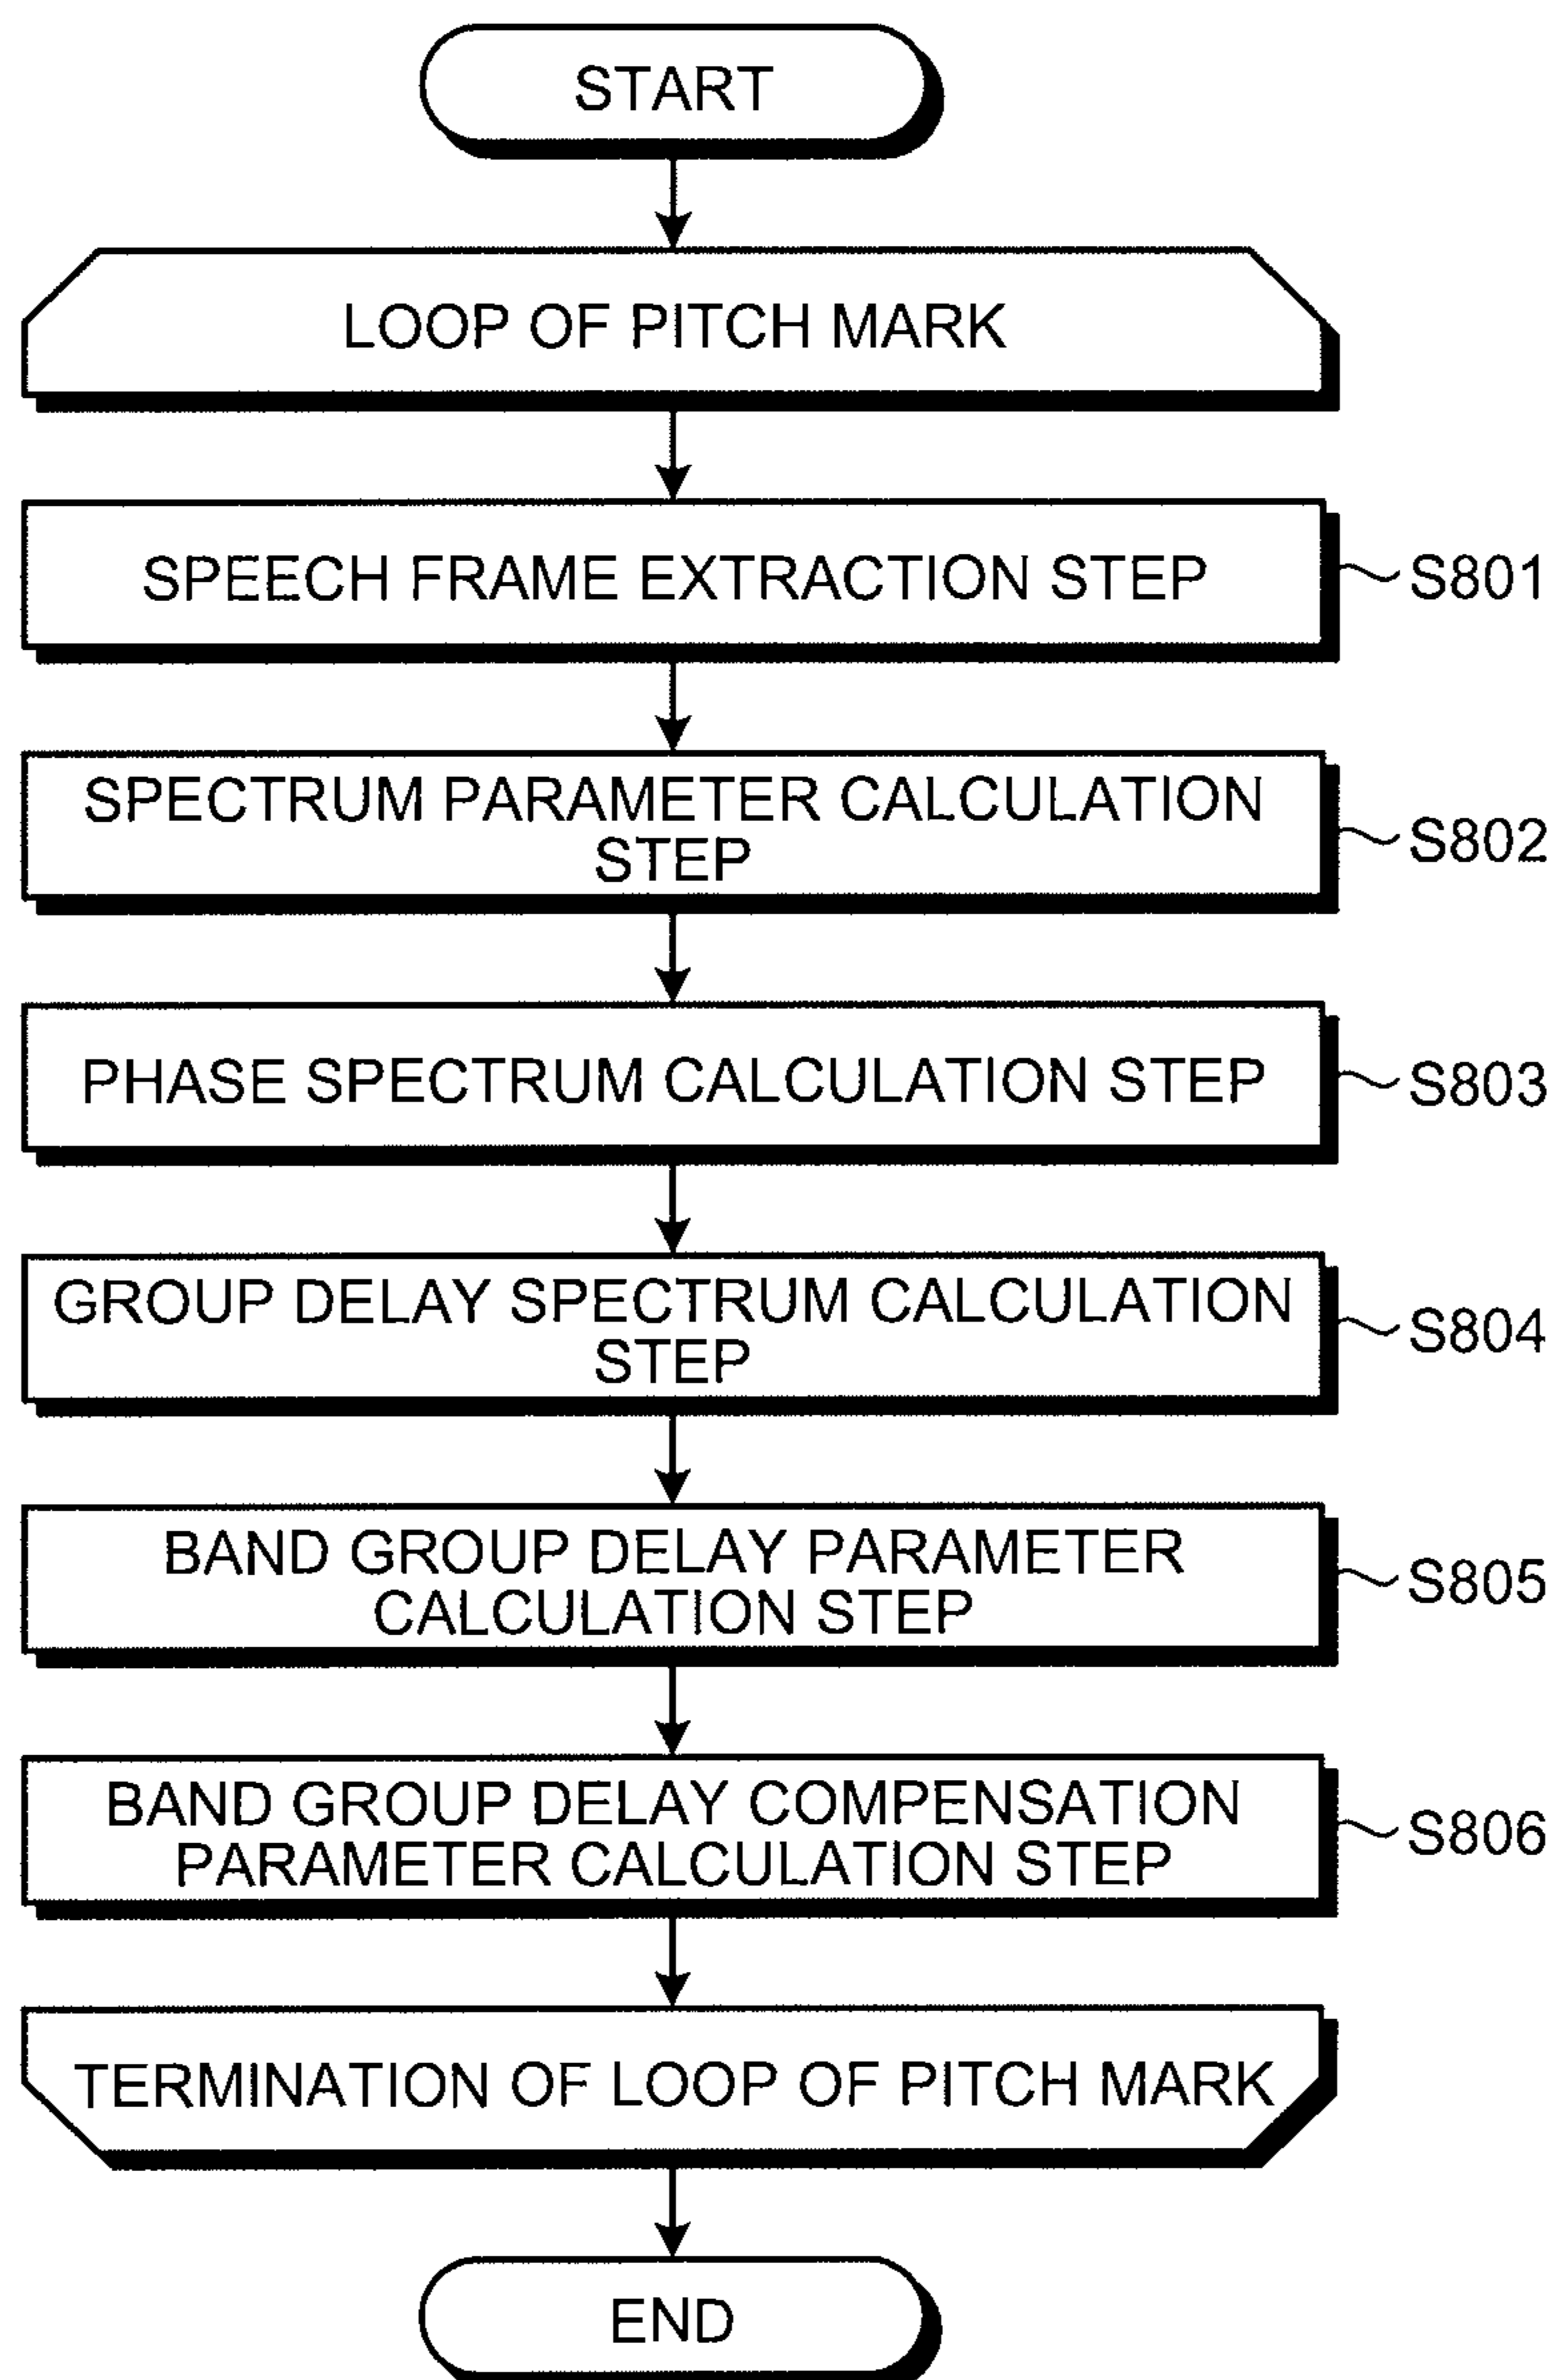 START
LOOP OF PITCH MARK
SPEECH FRAME EXTRACTION STEP
S801
SPECTRUM PARAMETER CALCULATION
STEP
S802
PHASE SPECTRUM CALCULATION STEP
S803
GROUP DELAY SPECTRUM CALCULATION
STEP
S804
BAND GROUP DELAY PARAMETER
CALCULATION STEP
S805
BAND GROUP DELAY COMPENSATION
PARAMETER CALCULATION STEP
S806
TERMINATION OF LOOP OF PITCH MARK
END